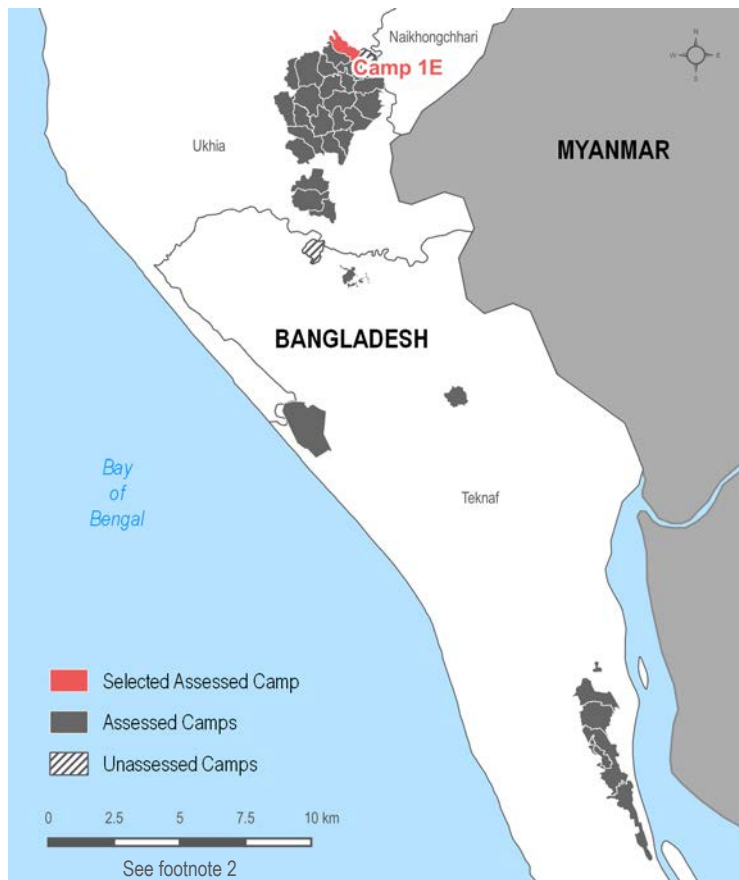 Naikhongchhari
N
W
E
S
Camp 1E
Ukhia
MYANMAR
BANGLADESH
Bay
of
Bengal
Teknaf
Selected Assessed Camp
Assessed Camps
Unassessed Camps
0 2.5 5 7.5 10 km
See footnote 2